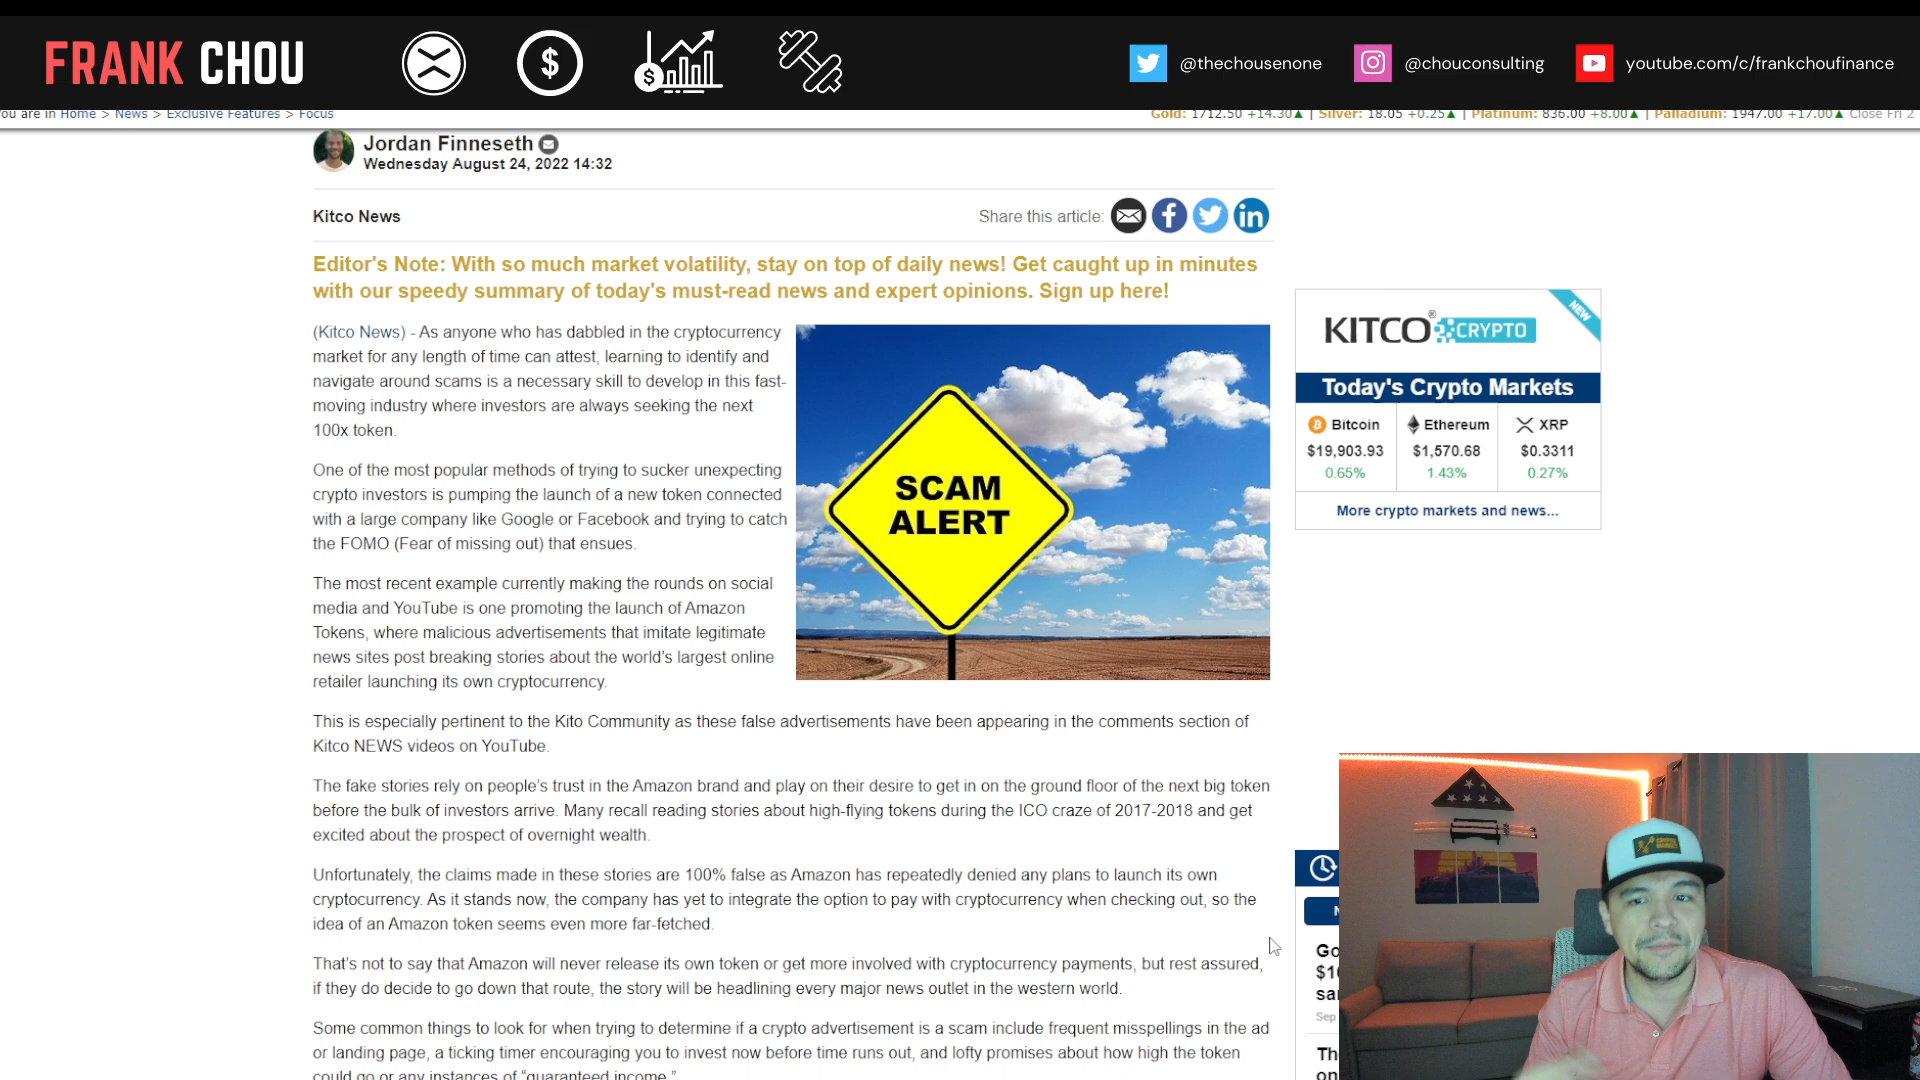 FRANK CHOU
@thechousenone
@chouconsulting
youtube.com/c/frankchoufinance
ou are in Home > News > Exclusive Features > Focus
Gold: 1712.50 +14.30▲ | Silver: 18.05 +0.25▲ | Platinum: 836.00 +8.00▲ | Palladium: 1947.00 +17.00▲ Close Fri 2
Jordan Finneseth
Wednesday August 24, 2022 14:32
Kitco News
Share this article:
Editor's Note: With so much market volatility, stay on top of daily news! Get caught up in minutes
with our speedy summary of today's must-read news and expert opinions. Sign up here!
(Kitco News) - As anyone who has dabbled in the cryptocurrency
market for any length of time can attest, learning to identify and
navigate around scams is a necessary skill to develop in this fast-
moving industry where investors are always seeking the next
100x token.
One of the most popular methods of trying to sucker unexpecting
crypto investors is pumping the launch of a new token connected
with a large company like Google or Facebook and trying to catch
the FOMO (Fear of missing out) that ensues.
The most recent example currently making the rounds on social
media and YouTube is one promoting the launch of Amazon
Tokens, where malicious advertisements that imitate legitimate
news sites post breaking stories about the world's largest online
retailer launching its own cryptocurrency.
SCAM
ALERT
This is especially pertinent to the Kito Community as these false advertisements have been appearing in the comments section of
Kitco NEWS videos on YouTube.
The fake stories rely on people's trust in the Amazon brand and play on their desire to get in on the ground floor of the next big token
before the bulk of investors arrive. Many recall reading stories about high-flying tokens during the ICO craze of 2017-2018 and get
excited about the prospect of overnight wealth.
Unfortunately, the claims made in these stories are 100% false as Amazon has repeatedly denied any plans to launch its own
cryptocurrency. As it stands now, the company has yet to integrate the option to pay with cryptocurrency when checking out, so the
idea of an Amazon token seems even more far-fetched.
That's not to say that Amazon will never release its own token or get more involved with cryptocurrency payments, but rest assured,
if they do decide to go down that route, the story will be headlining every major news outlet in the western world.
Some common things to look for when trying to determine if a crypto advertisement is a scam include frequent misspellings in the ad
or landing page, a ticking timer encouraging you to invest now before time runs out, and lofty promises about how high the token
could go or any instances of "guaranteed income."
NEW
KITCO® CRYPTO
Today's Crypto Markets
Bitcoin Ethereum XRP
$19,903.93 $1,570.68 $0.3311
0.65% 1.43% 0.27%
More crypto markets and news...
N
Go
$1
sa
Sep
Th
on